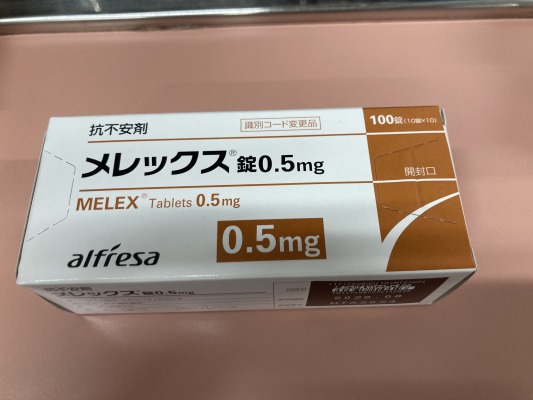 抗不安剤
識別コード変更品
100錠(10錠×10)
メレックス®錠0.5mg
開封口
MELEX® Tablets 0.5mg
0.5mg
alfresa
メレックス®錠0.5mg